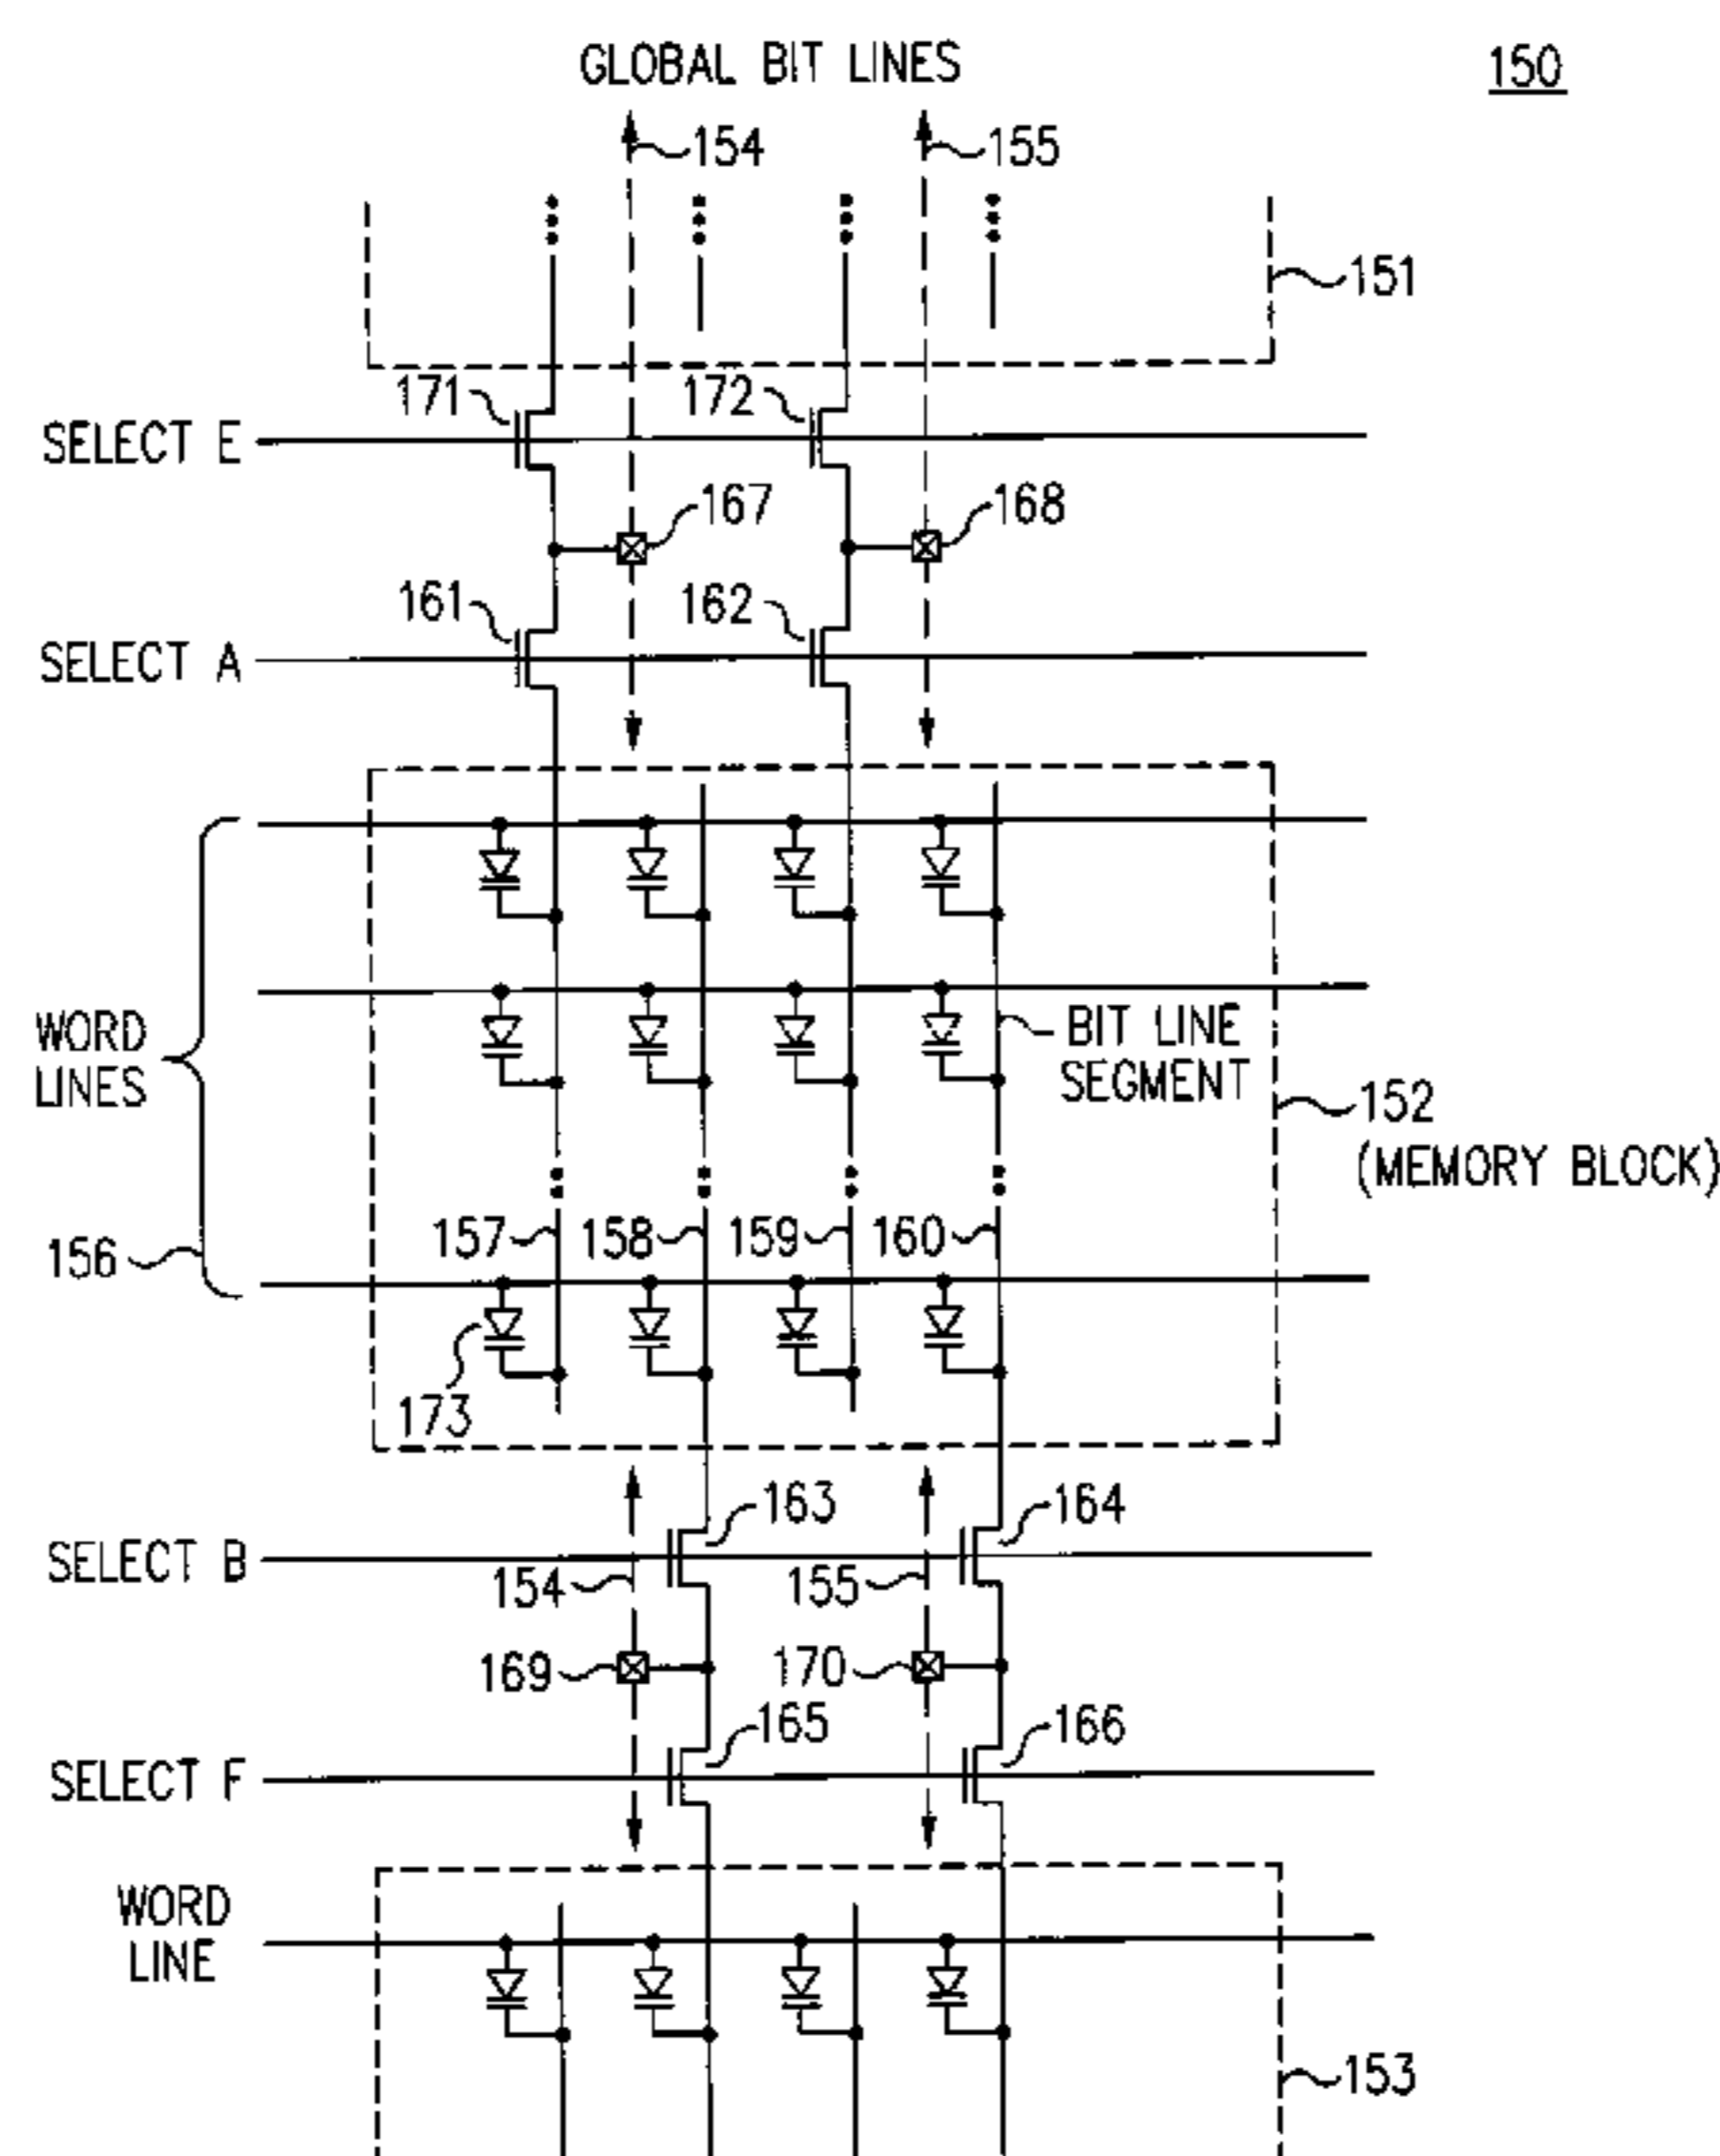 GLOBAL BIT LINES
150
154
155
151
171
172
SELECT E
167
168
161
162
SELECT A
WORD
LINES
BIT LINE
SEGMENT
152
(MEMORY BLOCK)
156
157
158
159
160
173
163
164
SELECT B
154
155
169
170
165
166
SELECT F
WORD
LINE
153